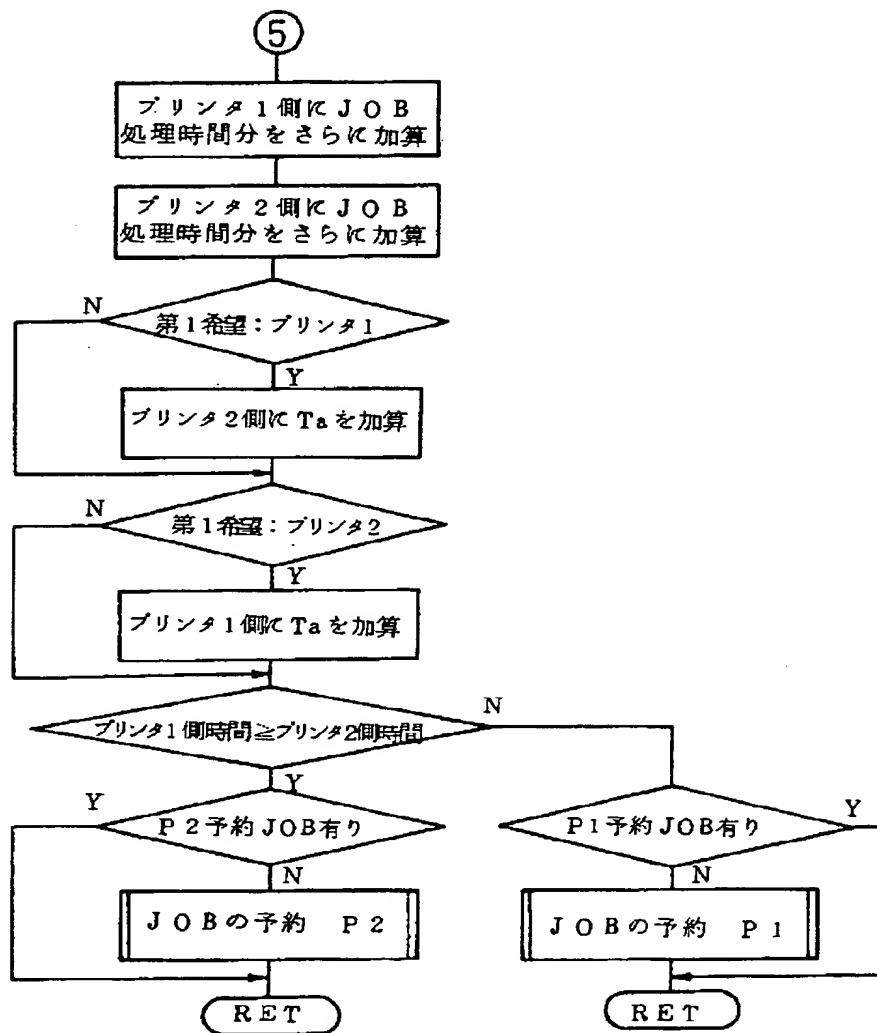 5
プリンタ1側にJOB
処理時間分をさらに加算
プリンタ2側にJOB
処理時間分をさらに加算
N
第1希望:プリンタ1
Y
プリンタ2側にTaを加算
N
第1希望:プリンタ2
Y
プリンタ1側にTaを加算
プリンタ1側時間≧プリンタ2側時間
N
Y
Y
P2予約JOB有り
P1予約JOB有り
Y
N
N
JOBの予約 P2
JOBの予約 P1
RET
RET